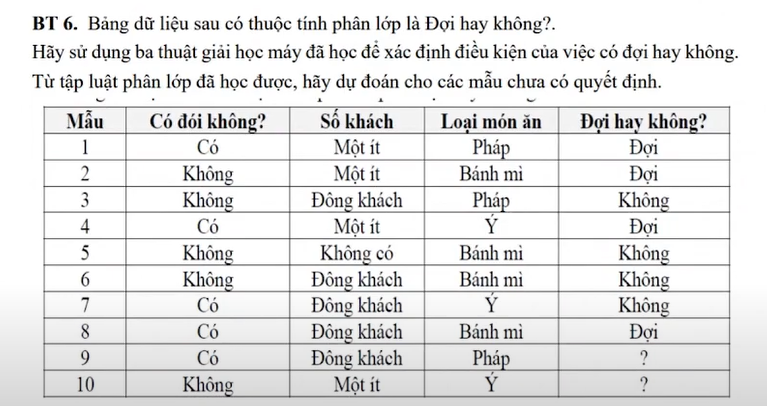 BT 6. Bảng dữ liệu sau có thuộc tính phân lớp là Đợi hay không?.
Hãy sử dụng ba thuật giải học máy đã học để xác định điều kiện của việc có đợi hay không.
Từ tập luật phân lớp đã học được, hãy dự đoán cho các mẫu chưa có quyết định.
Mẫu Có đói không? Số khách Loại món ăn Đợi hay không?
1 Có Một ít Pháp Đợi
2 Không Một ít Bánh mì Đợi
3 Không Đông khách Pháp Không
4 Có Một ít Ý Đợi
5 Không Không có Bánh mì Không
6 Không Đông khách Bánh mì Không
7 Có Đông khách Ý Không
8 Có Đông khách Bánh mì Đợi
9 Có Đông khách Pháp ?
10 Không Một ít Ý ?